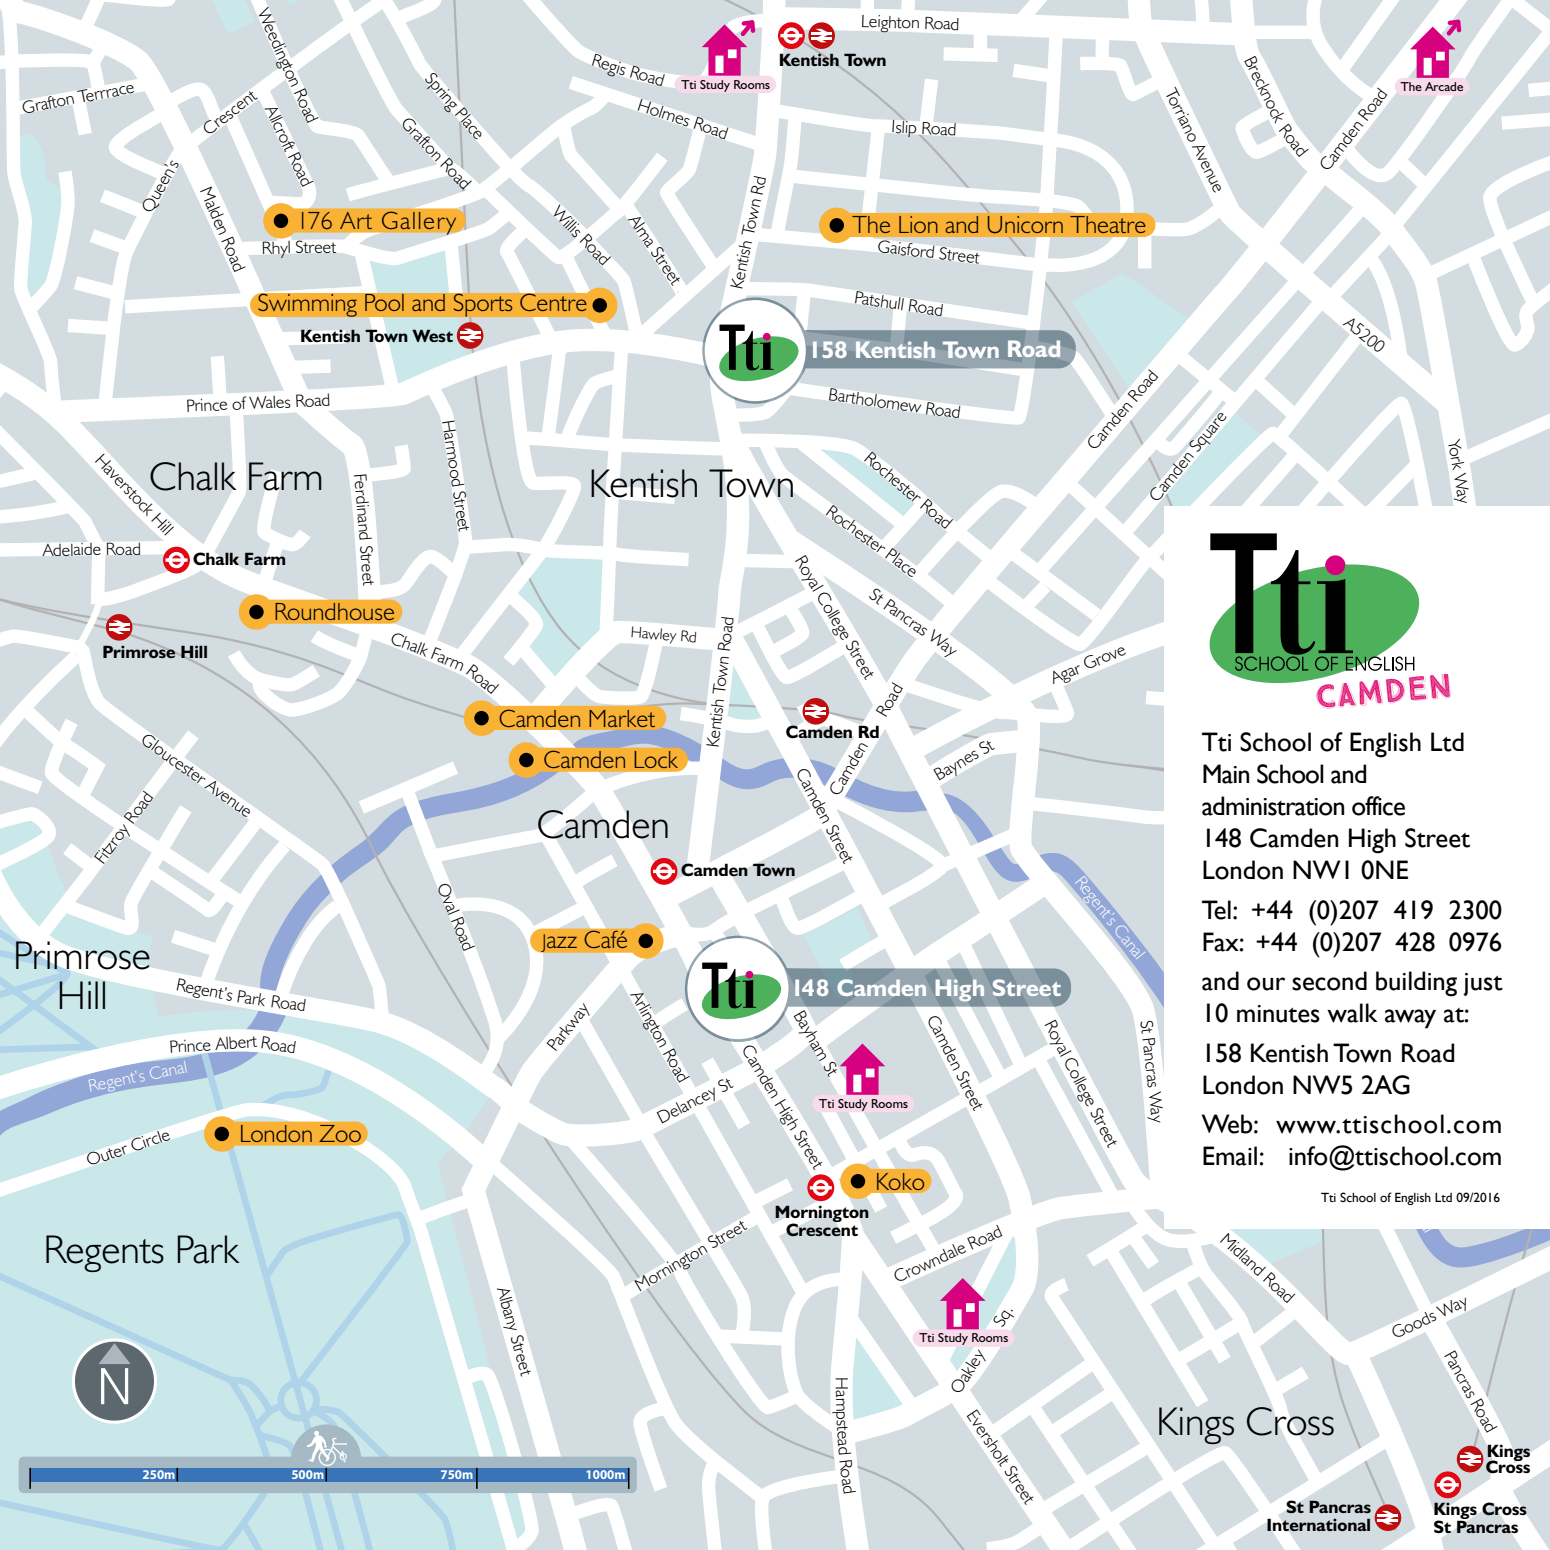 Leighton Road
Weedington Road
Kentish Town
Regis Road
Tti Study Rooms
The Arcade
Grafton Terrrace
Crescent
Spring Place
Allcroft Road
Holmes Road
Brecknock Road
Torriano Avenue
Camden Road
Grafton Road
Islip Road
Queen's
Malden Road
Kentish Town Rd
176 Art Gallery
Rhyl Street
Willis Road
Alma Street
The Lion and Unicorn Theatre
Gaisford Street
Swimming Pool and Sports Centre
Kentish Town West
Patshull Road
A5200
Tti
158 Kentish Town Road
Prince of Wales Road
Bartholomew Road
Camden Road
Camden Square
York Way
Harmood Street
Haverstock Hill
Chalk Farm
Ferdinand Street
Kentish Town
Rochester Road
Rochester Place
Adelaide Road
Chalk Farm
Royal College Street
St Pancras Way
Roundhouse
Primrose Hill
Chalk Farm Road
Hawley Rd
Kentish Town Road
Agar Grove
Camden Market
Camden Rd
Camden Road
Camden Lock
Baynes St
Gloucester Avenue
Fitzroy Road
Camden
Camden Street
Camden Town
Oval Road
Regent's Canal
Jazz Café
Primrose
Hill
Tti
148 Camden High Street
Regent's Park Road
Parkway
Arlington Road
Bayham St
Camden Street
Royal College Street
St Pancras Way
Prince Albert Road
Regent's Canal
Delancey St
Camden High Street
Tti Study Rooms
London Zoo
Outer Circle
Koko
Mornington
Crescent
Mornington Street
Crowndale Road
Regents Park
Albany Street
Tti Study Rooms
Oakley Sq.
Midland Road
Goods Way
Pancras Road
Hampstead Road
Eversholt Street
Kings Cross
Kings
Cross
Kings Cross
St Pancras
St Pancras
International
N
250m
500m
750m
1000m
Tti
SCHOOL OF ENGLISH
CAMDEN
Tti School of English Ltd
Main School and
administration office
148 Camden High Street
London NW1 0NE
Tel: +44 (0)207 419 2300
Fax: +44 (0)207 428 0976
and our second building just
10 minutes walk away at:
158 Kentish Town Road
London NW5 2AG
Web: www.ttischool.com
Email: info@ttischool.com
Tti School of English Ltd 09/2016